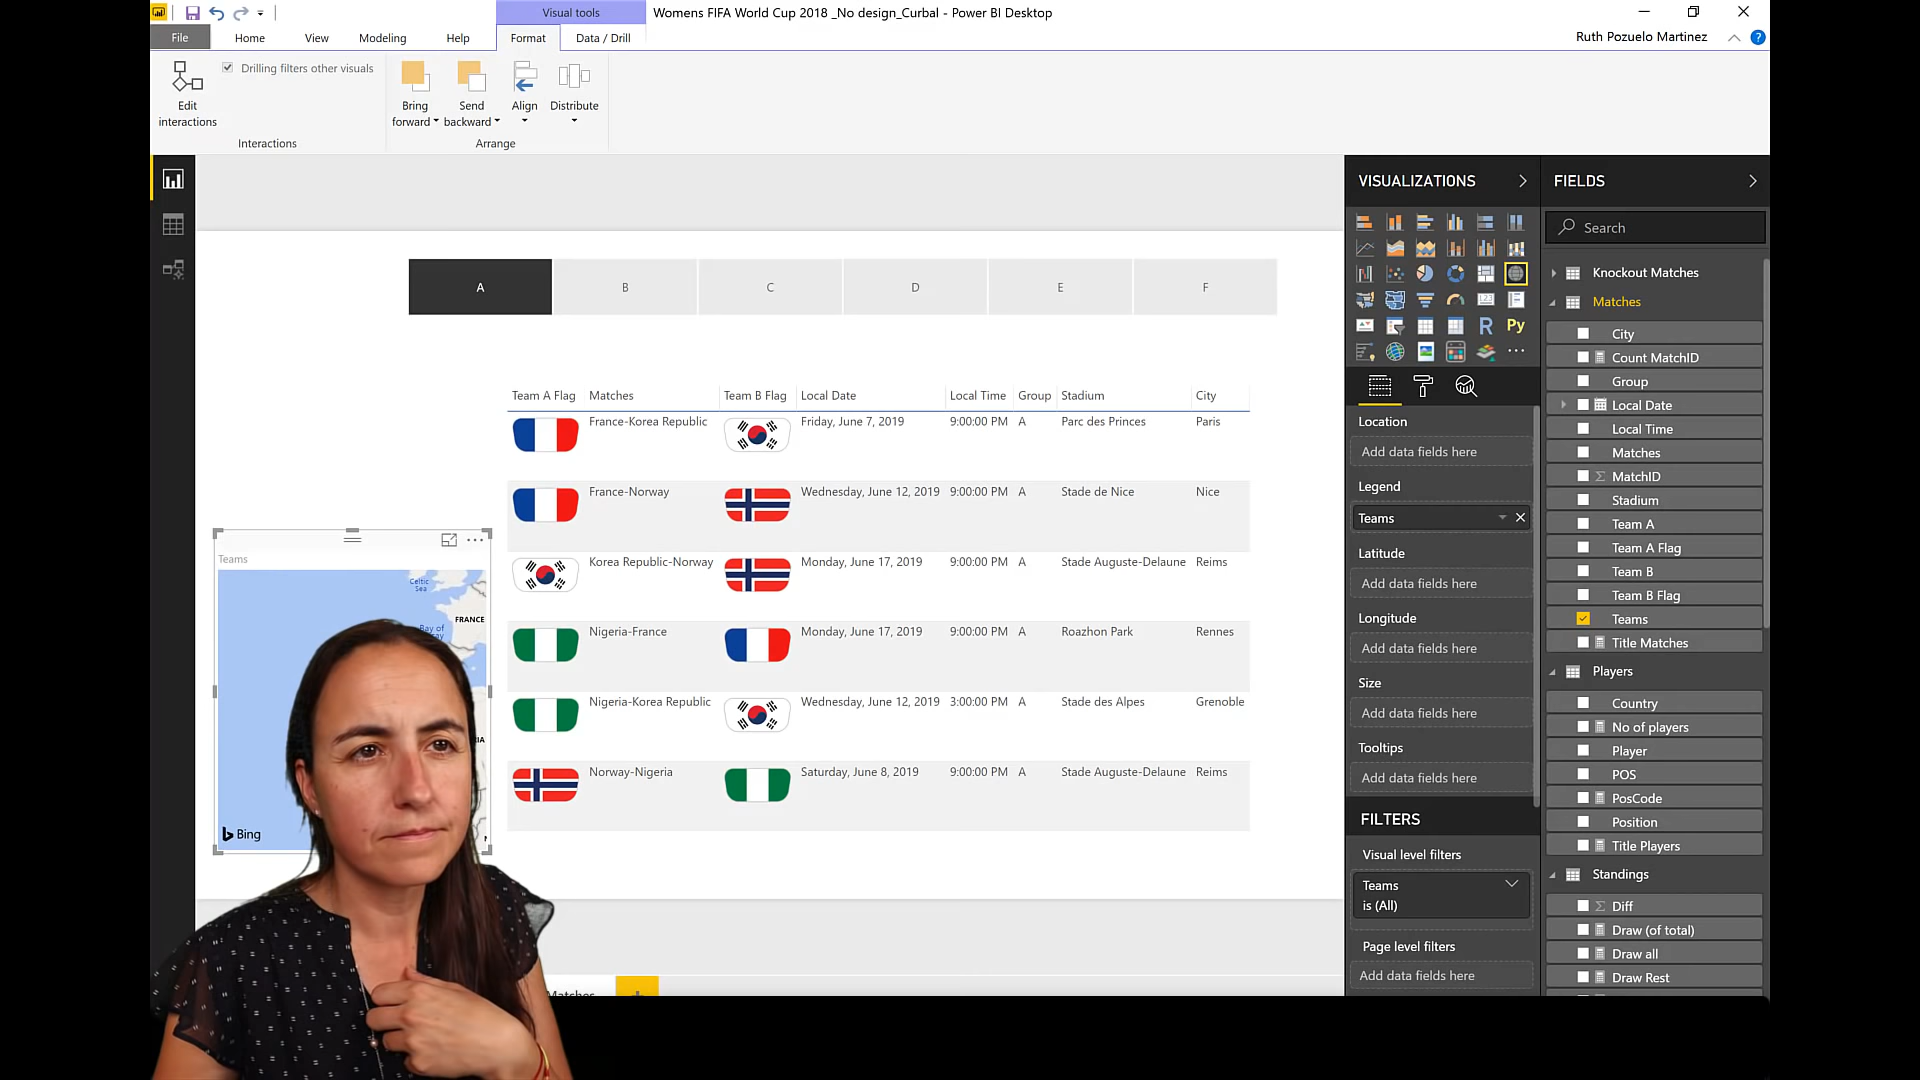 Visual tools
Womens FIFA World Cup 2018 _No design_Curbal - Power BI Desktop
File
Home
View
Modeling
Help
Format
Data / Drill
Ruth Pozuelo Martinez
?
Edit
interactions
Drilling filters other visuals
Interactions
Bring
forward
Send
backward
Align
Distribute
Arrange
A
B
C
D
E
F
Team A Flag
Matches
Team B Flag
Local Date
Local Time
Group
Stadium
City
France-Korea Republic
Friday, June 7, 2019
9:00:00 PM
A
Parc des Princes
Paris
France-Norway
Wednesday, June 12, 2019
9:00:00 PM
A
Stade de Nice
Nice
Korea Republic-Norway
Monday, June 17, 2019
9:00:00 PM
A
Stade Auguste-Delaune
Reims
Nigeria-France
Monday, June 17, 2019
9:00:00 PM
A
Roazhon Park
Rennes
Nigeria-Korea Republic
Wednesday, June 12, 2019
3:00:00 PM
A
Stade des Alpes
Grenoble
Norway-Nigeria
Saturday, June 8, 2019
9:00:00 PM
A
Stade Auguste-Delaune
Reims
Teams
Celtic
Sea
FRANCE
Bay of
Bing
Matches
VISUALIZATIONS
R
Py
Location
Add data fields here
Legend
Teams
Latitude
Add data fields here
Longitude
Add data fields here
Size
Add data fields here
Tooltips
Add data fields here
FILTERS
Visual level filters
Teams
is (All)
Page level filters
Add data fields here
FIELDS
Search
Knockout Matches
Matches
City
Count MatchID
Group
Local Date
Local Time
Matches
MatchID
Stadium
Team A
Team A Flag
Team B
Team B Flag
Teams
Title Matches
Players
Country
No of players
Player
POS
PosCode
Position
Title Players
Standings
Diff
Draw (of total)
Draw all
Draw Rest